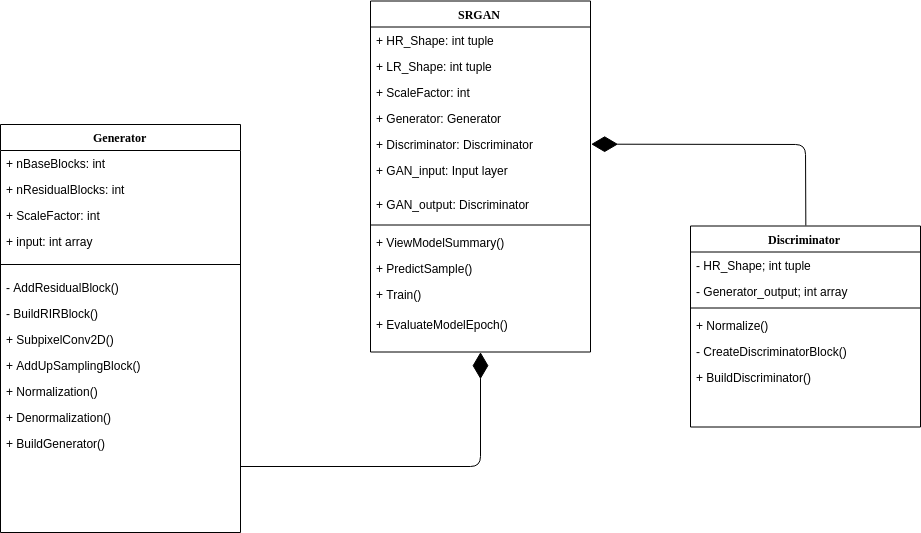 SRGAN
+ HR_Shape: int tuple
+ LR_Shape: int tuple
+ ScaleFactor: int
+ Generator: Generator
+ Discriminator: Discriminator
+ GAN_input: Input layer
+ GAN_output: Discriminator
+ ViewModelSummary()
+ PredictSample()
+ Train()
+ EvaluateModelEpoch()
Generator
+ nBaseBlocks: int
+ nResidualBlocks: int
+ ScaleFactor: int
+ input: int array
- AddResidualBlock()
- BuildRIRBlock()
+ SubpixelConv2D()
+ AddUpSamplingBlock()
+ Normalization()
+ Denormalization()
+ BuildGenerator()
Discriminator
- HR_Shape; int tuple
- Generator_output; int array
+ Normalize()
- CreateDiscriminatorBlock()
+ BuildDiscriminator()